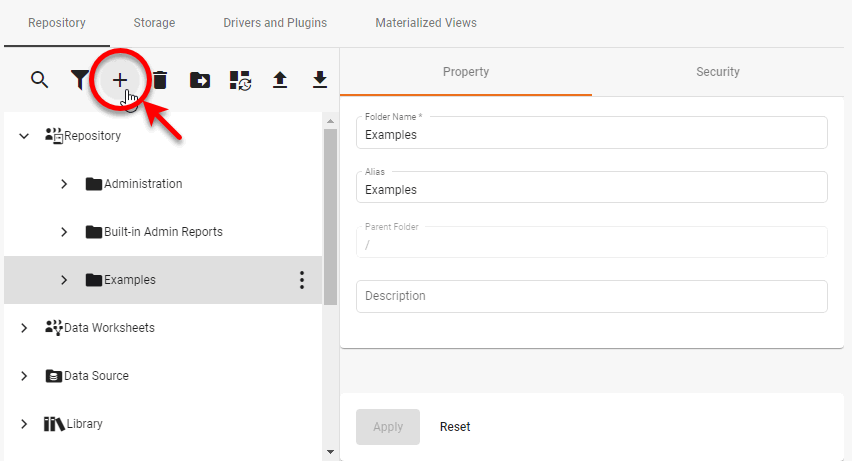 Repository Storage Drivers and Plugins Materialized Views
Property Security
Repository
Administration
Built-in Admin Reports
Examples
Data Worksheets
Data Source
Library
Folder Name *
Examples
Alias
Examples
Parent Folder
/
Description
Apply Reset